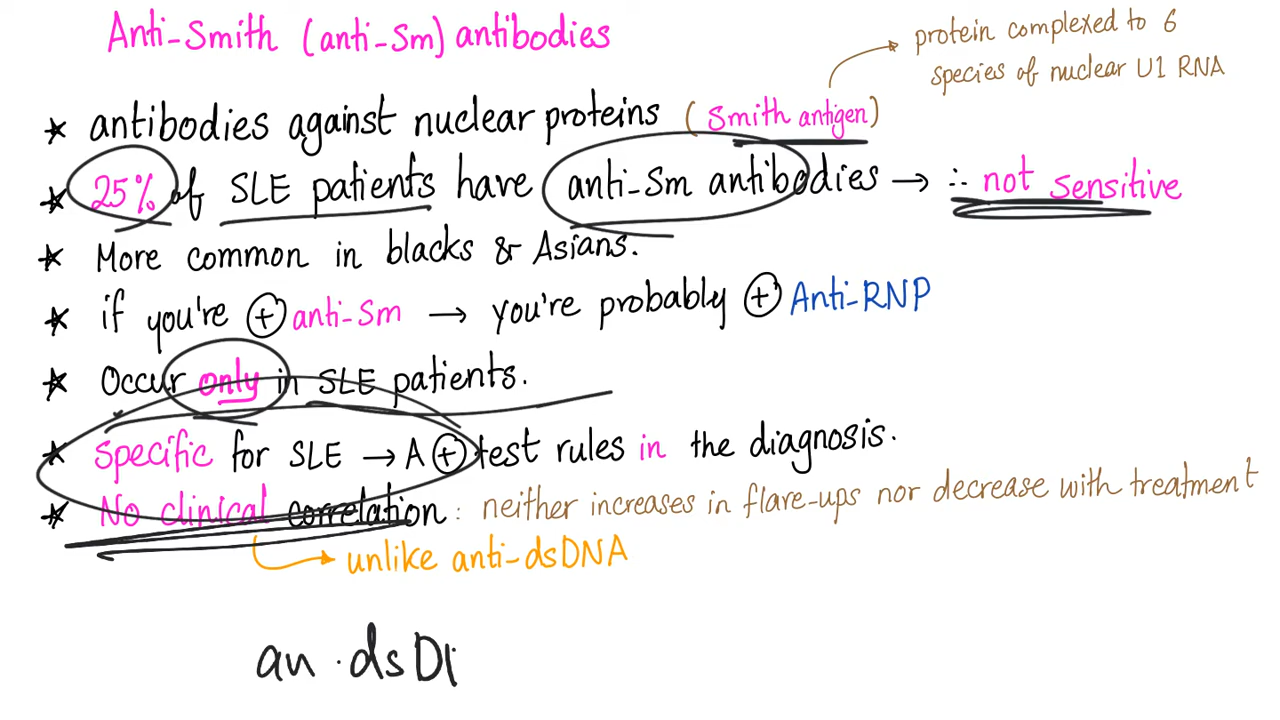 Anti-Smith (anti-Sm) antibodies
protein complexed to 6
species of nuclear U1 RNA
★ antibodies against nuclear proteins (Smith antigen)
★ 25% of SLE patients have anti-Sm antibodies → ∴ not sensitive
★ More common in blacks & Asians.
★ if you're ⊕ anti-Sm → you're probably ⊕ Anti-RNP
★ Occur only in SLE patients.
★ Specific for SLE → A ⊕ test rules in the diagnosis.
★ No clinical correlation: neither increases in flare-ups nor decrease with treatment
unlike anti-dsDNA
an . dsD